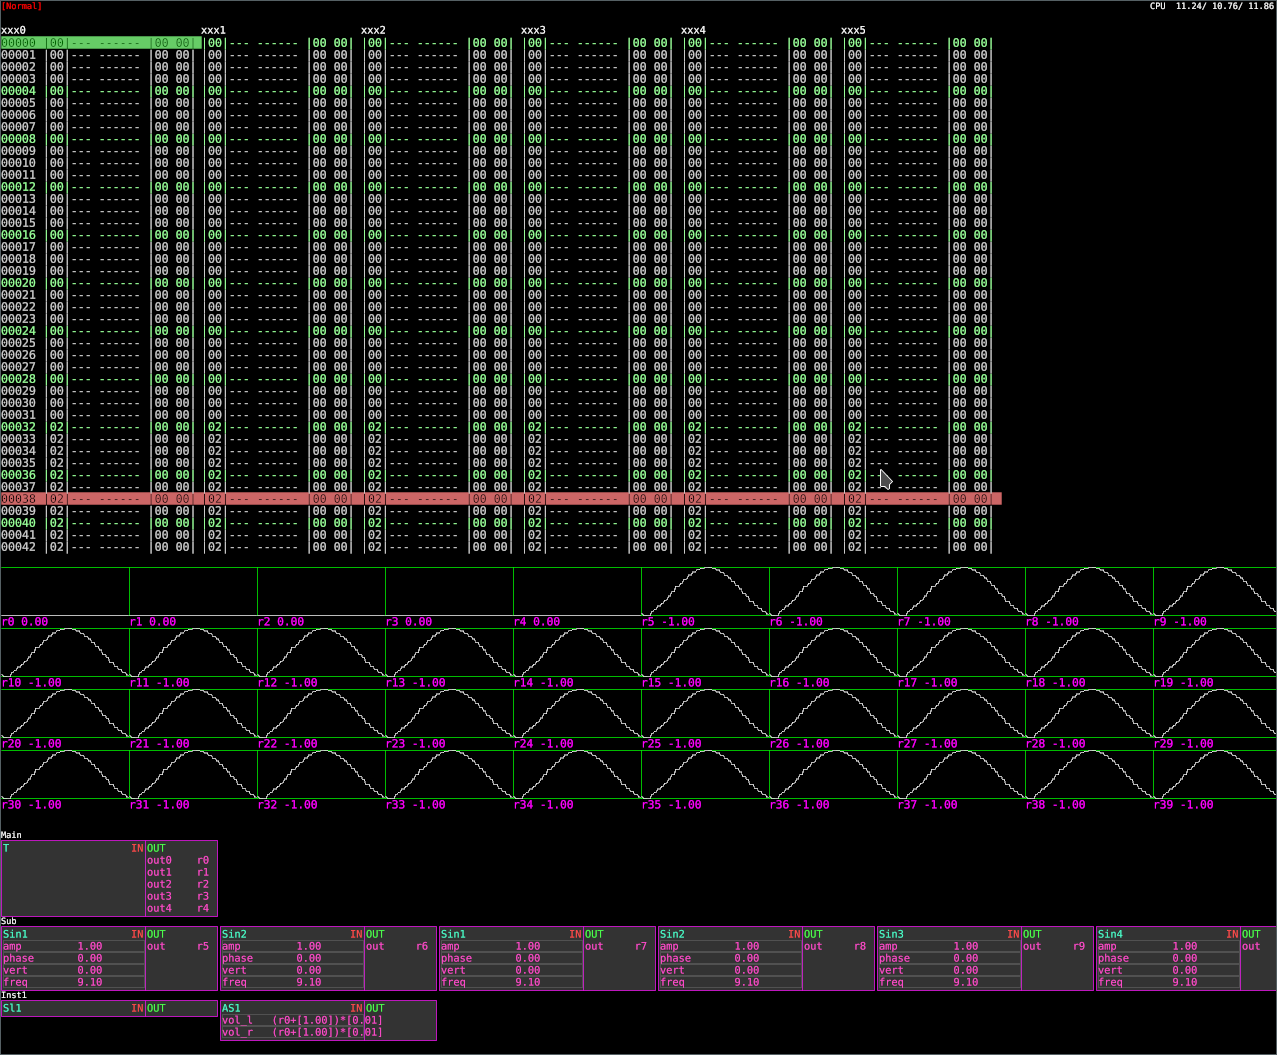 [Normal] CPU 11.24/ 10.76/ 11.86
xxx0 xxx1 xxx2 xxx3 xxx4 xxx5
00000 |00|--- ------ |00 00| |00|--- ------ |00 00| |00|--- ------ |00 00| |00|--- ------ |00 00| |00|--- ------ |00 00| |00|--- ------ |00 00|
00001 |00|--- ------ |00 00| |00|--- ------ |00 00| |00|--- ------ |00 00| |00|--- ------ |00 00| |00|--- ------ |00 00| |00|--- ------ |00 00|
00002 |00|--- ------ |00 00| |00|--- ------ |00 00| |00|--- ------ |00 00| |00|--- ------ |00 00| |00|--- ------ |00 00| |00|--- ------ |00 00|
00003 |00|--- ------ |00 00| |00|--- ------ |00 00| |00|--- ------ |00 00| |00|--- ------ |00 00| |00|--- ------ |00 00| |00|--- ------ |00 00|
00004 |00|--- ------ |00 00| |00|--- ------ |00 00| |00|--- ------ |00 00| |00|--- ------ |00 00| |00|--- ------ |00 00| |00|--- ------ |00 00|
00005 |00|--- ------ |00 00| |00|--- ------ |00 00| |00|--- ------ |00 00| |00|--- ------ |00 00| |00|--- ------ |00 00| |00|--- ------ |00 00|
00006 |00|--- ------ |00 00| |00|--- ------ |00 00| |00|--- ------ |00 00| |00|--- ------ |00 00| |00|--- ------ |00 00| |00|--- ------ |00 00|
00007 |00|--- ------ |00 00| |00|--- ------ |00 00| |00|--- ------ |00 00| |00|--- ------ |00 00| |00|--- ------ |00 00| |00|--- ------ |00 00|
00008 |00|--- ------ |00 00| |00|--- ------ |00 00| |00|--- ------ |00 00| |00|--- ------ |00 00| |00|--- ------ |00 00| |00|--- ------ |00 00|
00009 |00|--- ------ |00 00| |00|--- ------ |00 00| |00|--- ------ |00 00| |00|--- ------ |00 00| |00|--- ------ |00 00| |00|--- ------ |00 00|
00010 |00|--- ------ |00 00| |00|--- ------ |00 00| |00|--- ------ |00 00| |00|--- ------ |00 00| |00|--- ------ |00 00| |00|--- ------ |00 00|
00011 |00|--- ------ |00 00| |00|--- ------ |00 00| |00|--- ------ |00 00| |00|--- ------ |00 00| |00|--- ------ |00 00| |00|--- ------ |00 00|
00012 |00|--- ------ |00 00| |00|--- ------ |00 00| |00|--- ------ |00 00| |00|--- ------ |00 00| |00|--- ------ |00 00| |00|--- ------ |00 00|
00013 |00|--- ------ |00 00| |00|--- ------ |00 00| |00|--- ------ |00 00| |00|--- ------ |00 00| |00|--- ------ |00 00| |00|--- ------ |00 00|
00014 |00|--- ------ |00 00| |00|--- ------ |00 00| |00|--- ------ |00 00| |00|--- ------ |00 00| |00|--- ------ |00 00| |00|--- ------ |00 00|
00015 |00|--- ------ |00 00| |00|--- ------ |00 00| |00|--- ------ |00 00| |00|--- ------ |00 00| |00|--- ------ |00 00| |00|--- ------ |00 00|
00016 |00|--- ------ |00 00| |00|--- ------ |00 00| |00|--- ------ |00 00| |00|--- ------ |00 00| |00|--- ------ |00 00| |00|--- ------ |00 00|
00017 |00|--- ------ |00 00| |00|--- ------ |00 00| |00|--- ------ |00 00| |00|--- ------ |00 00| |00|--- ------ |00 00| |00|--- ------ |00 00|
00018 |00|--- ------ |00 00| |00|--- ------ |00 00| |00|--- ------ |00 00| |00|--- ------ |00 00| |00|--- ------ |00 00| |00|--- ------ |00 00|
00019 |00|--- ------ |00 00| |00|--- ------ |00 00| |00|--- ------ |00 00| |00|--- ------ |00 00| |00|--- ------ |00 00| |00|--- ------ |00 00|
00020 |00|--- ------ |00 00| |00|--- ------ |00 00| |00|--- ------ |00 00| |00|--- ------ |00 00| |00|--- ------ |00 00| |00|--- ------ |00 00|
00021 |00|--- ------ |00 00| |00|--- ------ |00 00| |00|--- ------ |00 00| |00|--- ------ |00 00| |00|--- ------ |00 00| |00|--- ------ |00 00|
00022 |00|--- ------ |00 00| |00|--- ------ |00 00| |00|--- ------ |00 00| |00|--- ------ |00 00| |00|--- ------ |00 00| |00|--- ------ |00 00|
00023 |00|--- ------ |00 00| |00|--- ------ |00 00| |00|--- ------ |00 00| |00|--- ------ |00 00| |00|--- ------ |00 00| |00|--- ------ |00 00|
00024 |00|--- ------ |00 00| |00|--- ------ |00 00| |00|--- ------ |00 00| |00|--- ------ |00 00| |00|--- ------ |00 00| |00|--- ------ |00 00|
00025 |00|--- ------ |00 00| |00|--- ------ |00 00| |00|--- ------ |00 00| |00|--- ------ |00 00| |00|--- ------ |00 00| |00|--- ------ |00 00|
00026 |00|--- ------ |00 00| |00|--- ------ |00 00| |00|--- ------ |00 00| |00|--- ------ |00 00| |00|--- ------ |00 00| |00|--- ------ |00 00|
00027 |00|--- ------ |00 00| |00|--- ------ |00 00| |00|--- ------ |00 00| |00|--- ------ |00 00| |00|--- ------ |00 00| |00|--- ------ |00 00|
00028 |00|--- ------ |00 00| |00|--- ------ |00 00| |00|--- ------ |00 00| |00|--- ------ |00 00| |00|--- ------ |00 00| |00|--- ------ |00 00|
00029 |00|--- ------ |00 00| |00|--- ------ |00 00| |00|--- ------ |00 00| |00|--- ------ |00 00| |00|--- ------ |00 00| |00|--- ------ |00 00|
00030 |00|--- ------ |00 00| |00|--- ------ |00 00| |00|--- ------ |00 00| |00|--- ------ |00 00| |00|--- ------ |00 00| |00|--- ------ |00 00|
00031 |00|--- ------ |00 00| |00|--- ------ |00 00| |00|--- ------ |00 00| |00|--- ------ |00 00| |00|--- ------ |00 00| |00|--- ------ |00 00|
00032 |02|--- ------ |00 00| |02|--- ------ |00 00| |02|--- ------ |00 00| |02|--- ------ |00 00| |02|--- ------ |00 00| |02|--- ------ |00 00|
00033 |02|--- ------ |00 00| |02|--- ------ |00 00| |02|--- ------ |00 00| |02|--- ------ |00 00| |02|--- ------ |00 00| |02|--- ------ |00 00|
00034 |02|--- ------ |00 00| |02|--- ------ |00 00| |02|--- ------ |00 00| |02|--- ------ |00 00| |02|--- ------ |00 00| |02|--- ------ |00 00|
00035 |02|--- ------ |00 00| |02|--- ------ |00 00| |02|--- ------ |00 00| |02|--- ------ |00 00| |02|--- ------ |00 00| |02|--- ------ |00 00|
00036 |02|--- ------ |00 00| |02|--- ------ |00 00| |02|--- ------ |00 00| |02|--- ------ |00 00| |02|--- ------ |00 00| |02|--- ------ |00 00|
00037 |02|--- ------ |00 00| |02|--- ------ |00 00| |02|--- ------ |00 00| |02|--- ------ |00 00| |02|--- ------ |00 00| |02|--- ------ |00 00|
00038 |02|--- ------ |00 00| |02|--- ------ |00 00| |02|--- ------ |00 00| |02|--- ------ |00 00| |02|--- ------ |00 00| |02|--- ------ |00 00|
00039 |02|--- ------ |00 00| |02|--- ------ |00 00| |02|--- ------ |00 00| |02|--- ------ |00 00| |02|--- ------ |00 00| |02|--- ------ |00 00|
00040 |02|--- ------ |00 00| |02|--- ------ |00 00| |02|--- ------ |00 00| |02|--- ------ |00 00| |02|--- ------ |00 00| |02|--- ------ |00 00|
00041 |02|--- ------ |00 00| |02|--- ------ |00 00| |02|--- ------ |00 00| |02|--- ------ |00 00| |02|--- ------ |00 00| |02|--- ------ |00 00|
00042 |02|--- ------ |00 00| |02|--- ------ |00 00| |02|--- ------ |00 00| |02|--- ------ |00 00| |02|--- ------ |00 00| |02|--- ------ |00 00|
r0 0.00 r1 0.00 r2 0.00 r3 0.00 r4 0.00 r5 -1.00 r6 -1.00 r7 -1.00 r8 -1.00 r9 -1.00
r10 -1.00 r11 -1.00 r12 -1.00 r13 -1.00 r14 -1.00 r15 -1.00 r16 -1.00 r17 -1.00 r18 -1.00 r19 -1.00
r20 -1.00 r21 -1.00 r22 -1.00 r23 -1.00 r24 -1.00 r25 -1.00 r26 -1.00 r27 -1.00 r28 -1.00 r29 -1.00
r30 -1.00 r31 -1.00 r32 -1.00 r33 -1.00 r34 -1.00 r35 -1.00 r36 -1.00 r37 -1.00 r38 -1.00 r39 -1.00
Main
T IN OUT
out0 r0
out1 r1
out2 r2
out3 r3
out4 r4
Sub
Sin1 IN OUT Sin2 IN OUT Sin1 IN OUT Sin2 IN OUT Sin3 IN OUT Sin4 IN OUT
amp 1.00 out r5 amp 1.00 out r6 amp 1.00 out r7 amp 1.00 out r8 amp 1.00 out r9 amp 1.00 out
phase 0.00 phase 0.00 phase 0.00 phase 0.00 phase 0.00 phase 0.00
vert 0.00 vert 0.00 vert 0.00 vert 0.00 vert 0.00 vert 0.00
freq 9.10 freq 9.10 freq 9.10 freq 9.10 freq 9.10 freq 9.10
Inst1
Sl1 IN OUT AS1 IN OUT
vol_l (r0+[1.00])*[0.01]
vol_r (r0+[1.00])*[0.01]